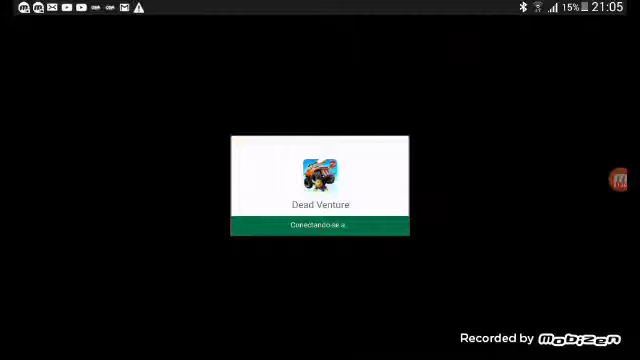 15% 21:05
Dead Venture
Conectando-se a...
Recorded by mobizen